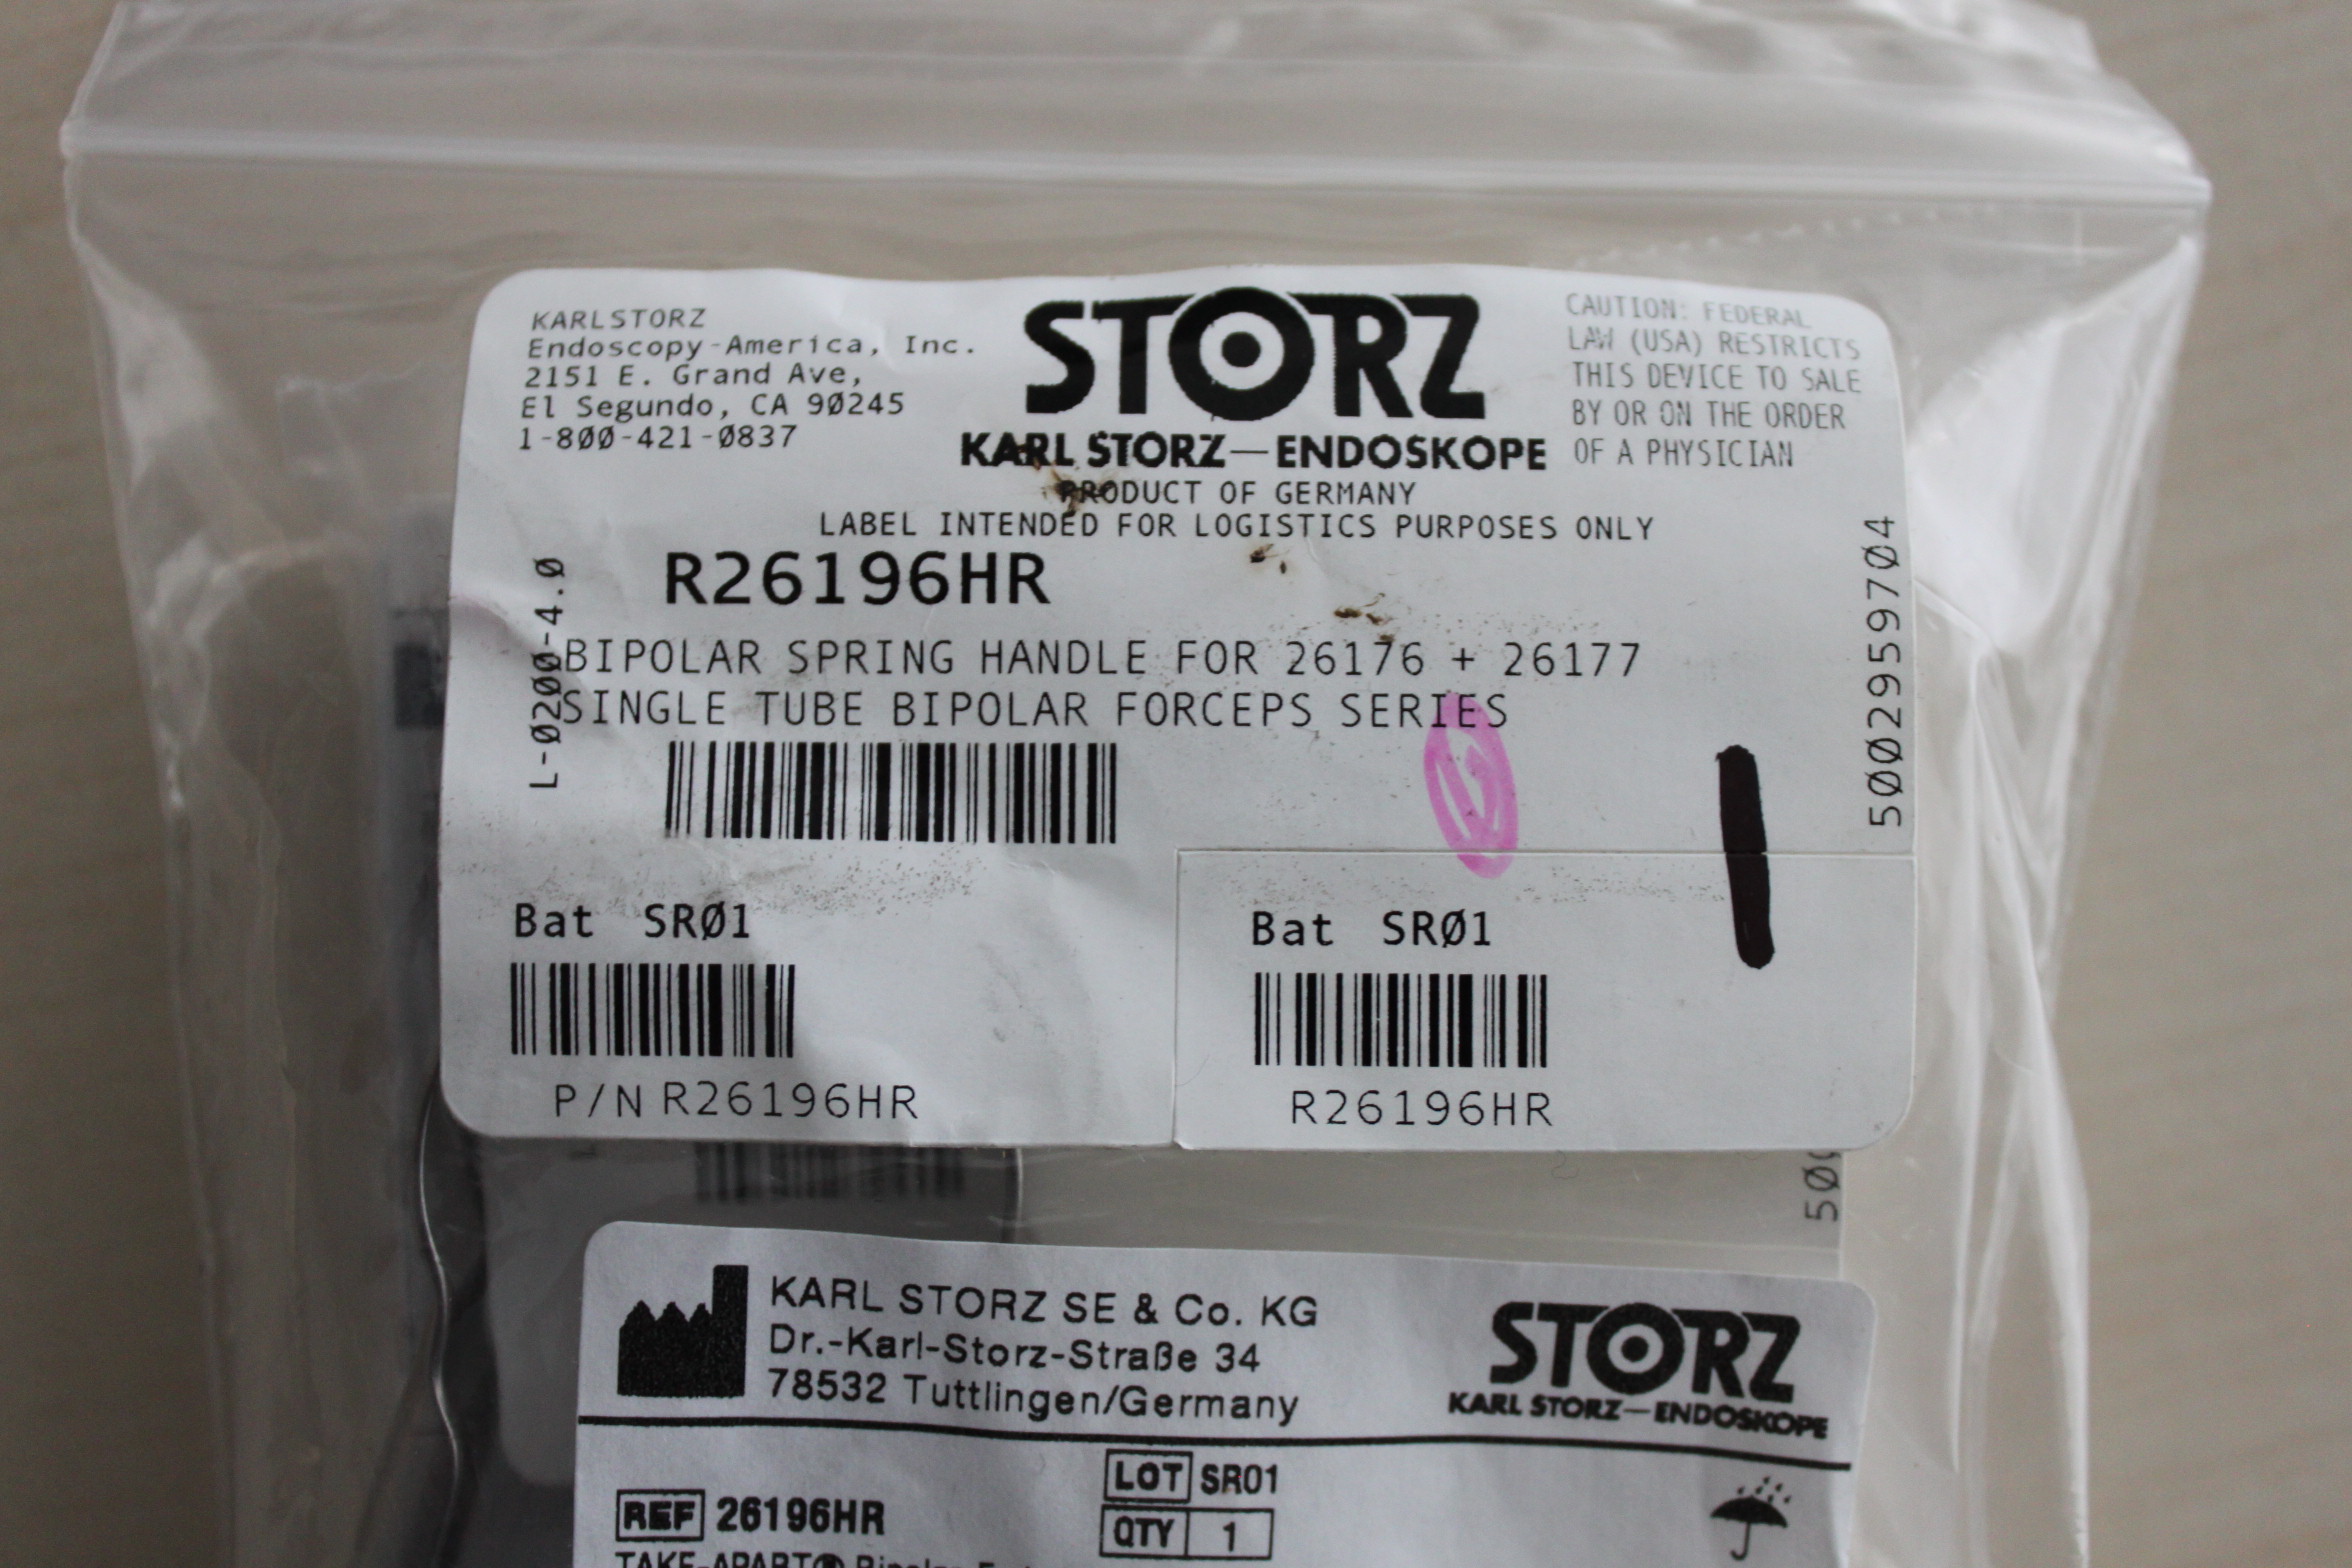 KARLSTORZ
Endoscopy-America, Inc.
2151 E. Grand Ave,
El Segundo, CA 90245
1-800-421-0837
STORZ
KARL STORZ—ENDOSKOPE
CAUTION: FEDERAL
LAW (USA) RESTRICTS
THIS DEVICE TO SALE
BY OR ON THE ORDER
OF A PHYSICIAN
PRODUCT OF GERMANY
LABEL INTENDED FOR LOGISTICS PURPOSES ONLY
R26196HR
L-0200-4.0
BIPOLAR SPRING HANDLE FOR 26176 + 26177
SINGLE TUBE BIPOLAR FORCEPS SERIES
5002959704
Bat SR01
P/N R26196HR
Bat SR01
R26196HR
KARL STORZ SE & Co. KG
Dr.-Karl-Storz-Straße 34
78532 Tuttlingen/Germany
STORZ
KARL STORZ—ENDOSKOPE
REF 26196HR
LOT SR01
QTY 1
TAKE-APART® Bipolar